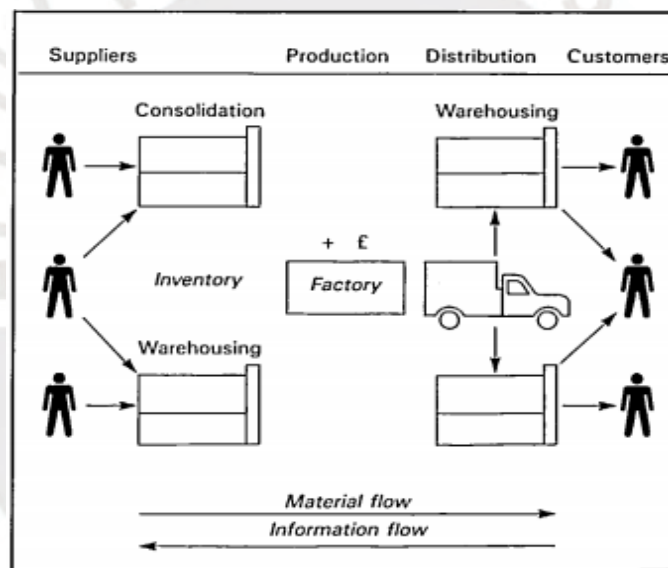 Suppliers Production Distribution Customers
Consolidation Warehousing
+ £
Inventory Factory
Warehousing
Material flow
Information flow